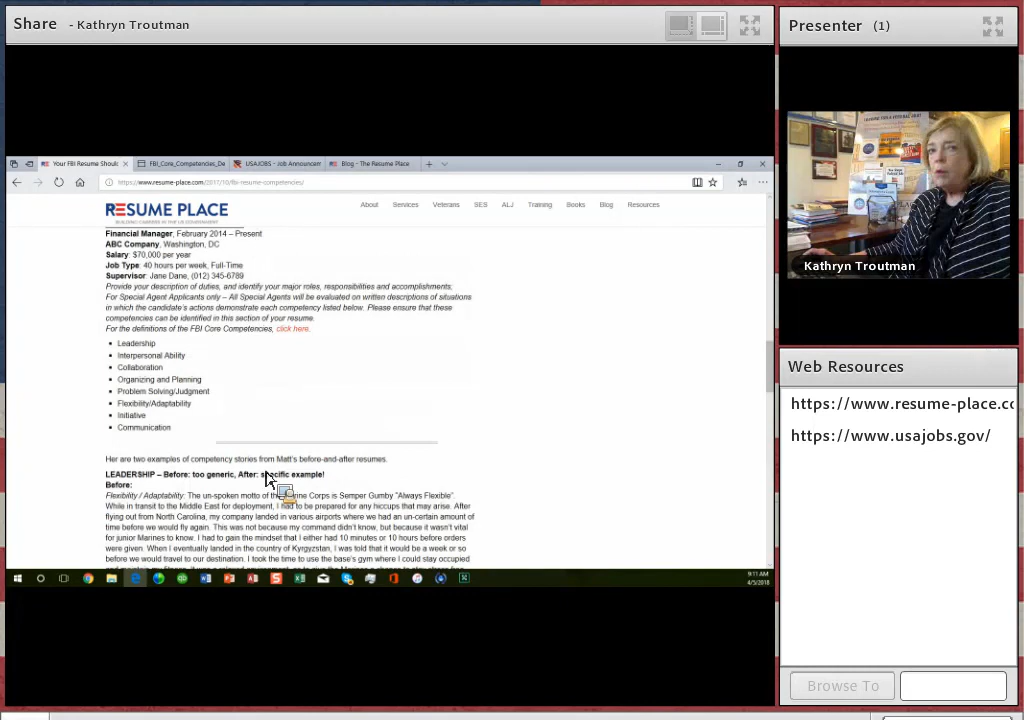 Share - Kathryn Troutman
Presenter (1)
Your FBI Resume Shoul
FBI_Core_Competencies_De
USAJOBS - Job Announcem
Blog - The Resume Place
https://www.resume-place.com/2017/10/fbi-resume-competencies/
RESUME PLACE
About Services Veterans SES ALJ Training Books Blog Resources
Financial Manager, February 2014 – Present
ABC Company, Washington, DC
Salary: $70,000 per year
Job Type: 40 hours per week, Full-Time
Supervisor: Jane Dane, (012) 345-6789
Provide your description of duties, and identify your major roles, responsibilities and accomplishments.
For Special Agent Applicants only – All Special Agents will be evaluated on written descriptions of situations
in which the candidate's actions demonstrate each competency listed below. Please ensure that these
competencies can be identified in this section of your resume.
For the definitions of the FBI Core Competencies, click here.
• Leadership
• Interpersonal Ability
• Collaboration
• Organizing and Planning
• Problem Solving/Judgment
• Flexibility/Adaptability
• Initiative
• Communication
Here are two examples of competency stories from Matt's before-and-after resumes.
LEADERSHIP – Before: too generic, After: specific example!
Before:
Flexibility / Adaptability: The un-spoken motto of the Marine Corps is Semper Gumby "Always Flexible".
While in transit to the Middle East for deployment, I had to be prepared for any hiccups that may arise. After
flying out from North Carolina, my company landed in various airports where we had an un-certain amount of
time before we would fly again. This was not because my command didn't know, but because it wasn't vital
for junior Marines to know. I had to gain the mindset that I either had 10 minutes or 10 hours before orders
were given. When I eventually landed in the country of Kyrgyzstan, I was told that it would be a week or so
before we would travel to our destination. I took the time to use the base's gym where I could stay occupied
9:11 AM
4/5/2018
Kathryn Troutman
Web Resources
https://www.resume-place.co
https://www.usajobs.gov/
Browse To